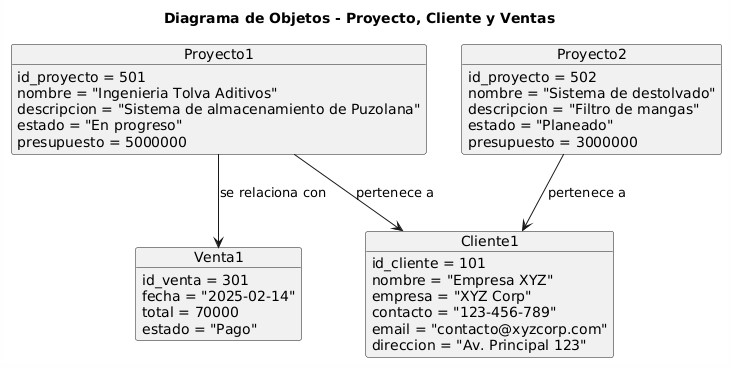 Diagrama de Objetos - Proyecto, Cliente y Ventas
Proyecto1
id_proyecto = 501
nombre = "Ingenieria Tolva Aditivos"
descripcion = "Sistema de almacenamiento de Puzolana"
estado = "En progreso"
presupuesto = 5000000
Proyecto2
id_proyecto = 502
nombre = "Sistema de destolvado"
descripcion = "Filtro de mangas"
estado = "Planeado"
presupuesto = 3000000
se relaciona con
pertenece a
pertenece a
Venta1
id_venta = 301
fecha = "2025-02-14"
total = 70000
estado = "Pago"
Cliente1
id_cliente = 101
nombre = "Empresa XYZ"
empresa = "XYZ Corp"
contacto = "123-456-789"
email = "contacto@xyzcorp.com"
direccion = "Av. Principal 123"